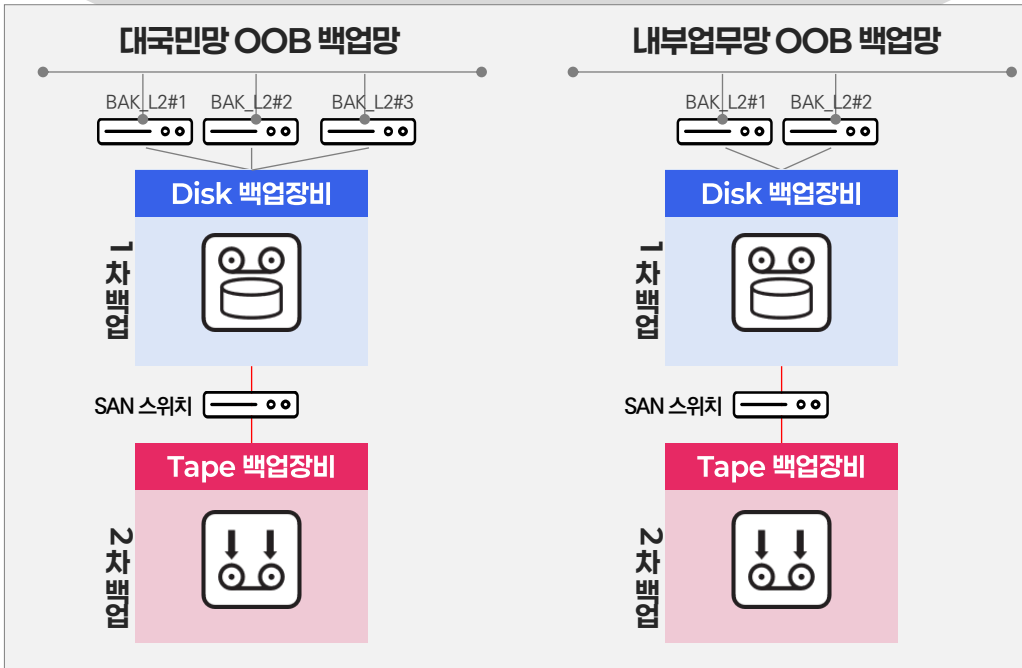 대국민망 OOB 백업망
BAK_L2#1 BAK_L2#2 BAK_L2#3
Disk 백업장비
1차백업
SAN 스위치
Tape 백업장비
2차백업
내부업무망 OOB 백업망
BAK_L2#1 BAK_L2#2
Disk 백업장비
1차백업
SAN 스위치
Tape 백업장비
2차백업